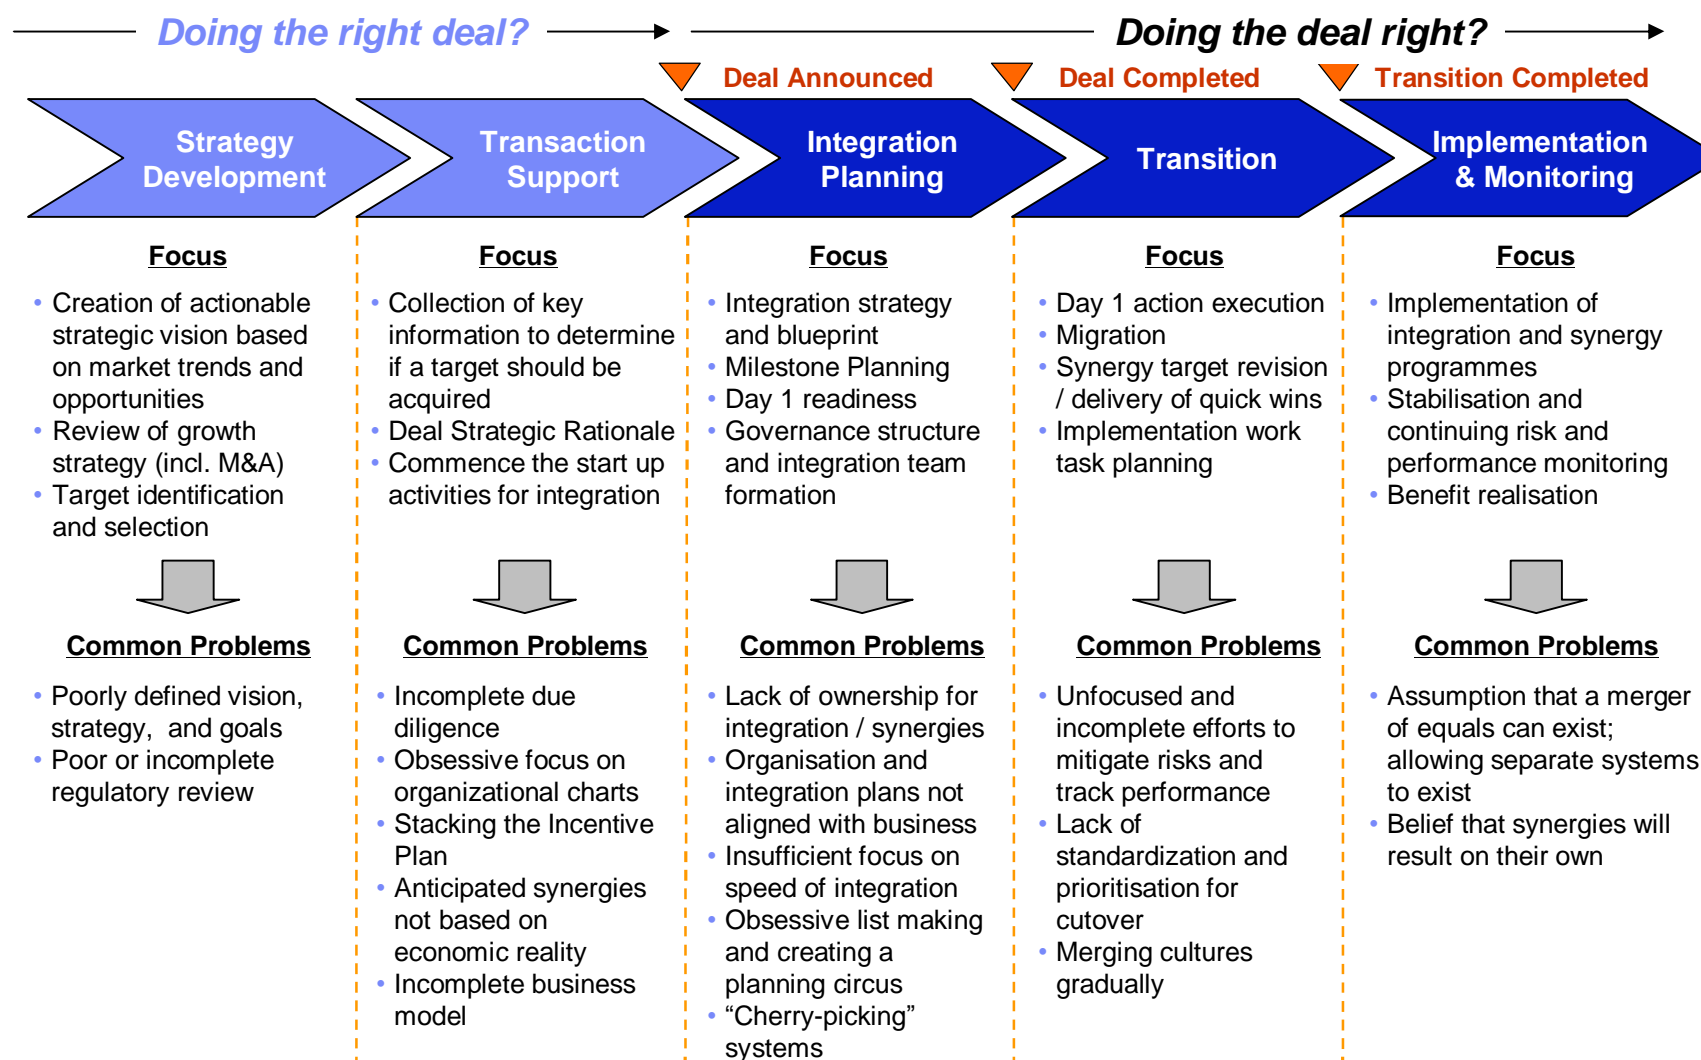 Doing the right deal?
Doing the deal right?
Deal Announced
Deal Completed
Transition Completed
Strategy
Development
Transaction
Support
Integration
Planning
Transition
Implementation
& Monitoring
Focus
• Creation of actionable
strategic vision based
on market trends and
opportunities
• Review of growth
strategy (incl. M&A)
• Target identification
and selection
Common Problems
• Poorly defined vision,
strategy, and goals
• Poor or incomplete
regulatory review
Focus
• Collection of key
information to determine
if a target should be
acquired
• Deal Strategic Rationale
• Commence the start up
activities for integration
Common Problems
• Incomplete due
diligence
• Obsessive focus on
organizational charts
• Stacking the Incentive
Plan
• Anticipated synergies
not based on
economic reality
• Incomplete business
model
Focus
• Integration strategy
and blueprint
• Milestone Planning
• Day 1 readiness
• Governance structure
and integration team
formation
Common Problems
• Lack of ownership for
integration / synergies
• Organisation and
integration plans not
aligned with business
• Insufficient focus on
speed of integration
• Obsessive list making
and creating a
planning circus
• “Cherry-picking”
systems
Focus
• Day 1 action execution
• Migration
• Synergy target revision
/ delivery of quick wins
• Implementation work
task planning
Common Problems
• Unfocused and
incomplete efforts to
mitigate risks and
track performance
• Lack of
standardization and
prioritisation for
cutover
• Merging cultures
gradually
Focus
• Implementation of
integration and synergy
programmes
• Stabilisation and
continuing risk and
performance monitoring
• Benefit realisation
Common Problems
• Assumption that a merger
of equals can exist;
allowing separate systems
to exist
• Belief that synergies will
result on their own